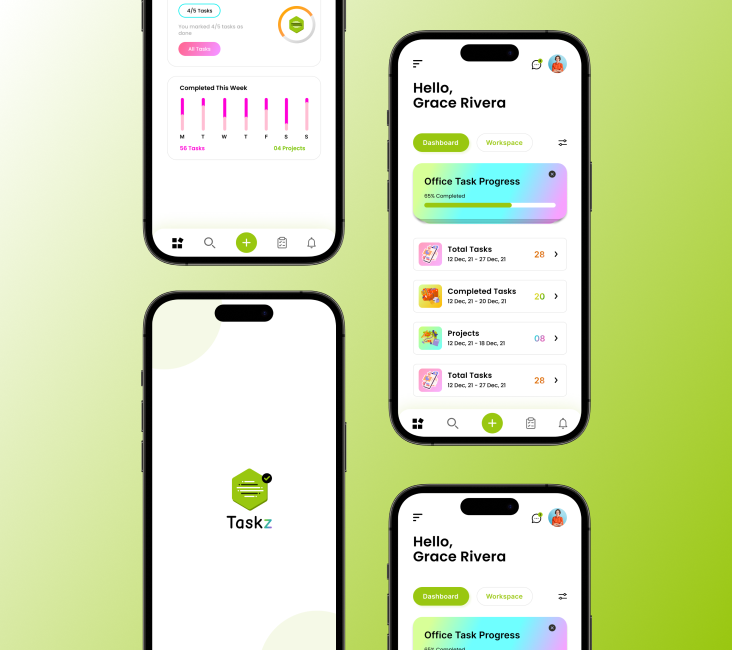 4/5 Tasks
You marked 4/5 tasks as
done
All Tasks
Completed This Week
M T W T F S S
56 Tasks 04 Projects
Taskz
Hello,
Grace Rivera
Dashboard Workspace
Office Task Progress
65% Completed
Total Tasks
12 Dec, 21 - 27 Dec, 21
28
Completed Tasks
12 Dec, 21 - 20 Dec, 21
20
Projects
12 Dec, 21 - 18 Dec, 21
08
Total Tasks
12 Dec, 21 - 27 Dec, 21
28
Hello,
Grace Rivera
Dashboard Workspace
Office Task Progress
65% Completed